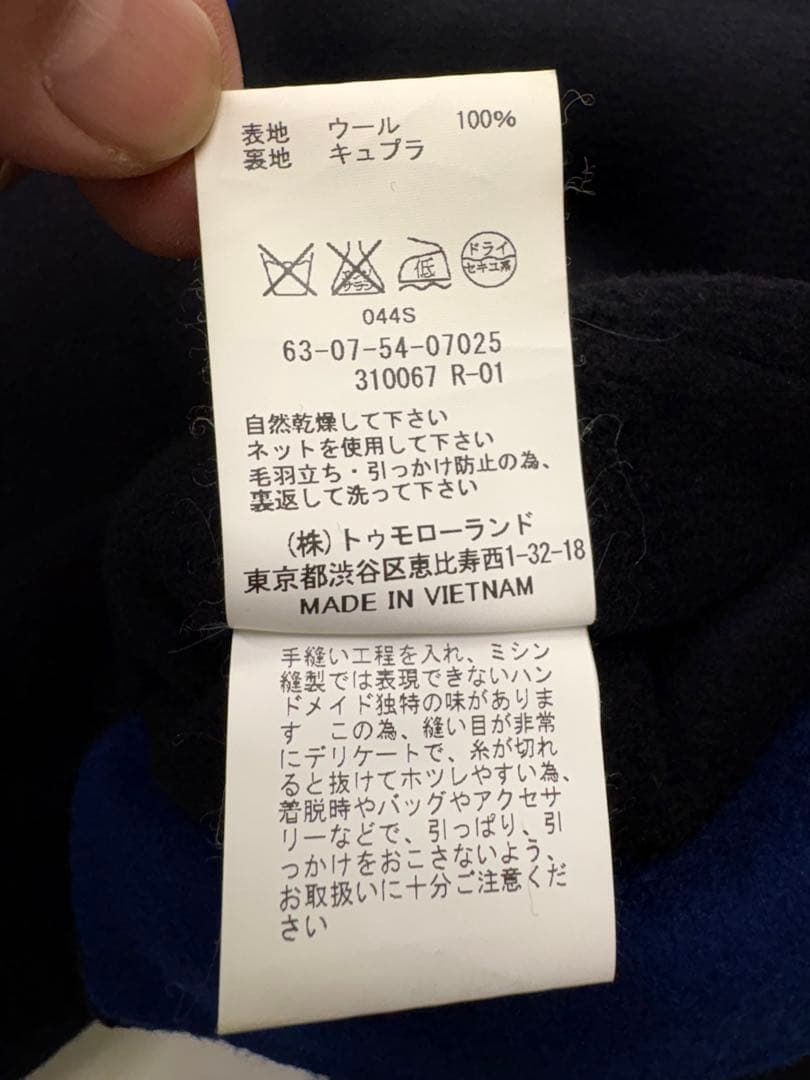 表地 ウール 100%
裏地 キュプラ
ドライ
セキユ系
低
044S
63-07-54-07025
310067 R-01
自然乾燥して下さい
ネットを使用して下さい
毛羽立ち・引っかけ防止の為、
裏返して洗って下さい
(株)トゥモローランド
東京都渋谷区恵比寿西1-32-18
MADE IN VIETNAM
手縫い工程を入れ、ミシン
縫製では表現できないハン
ドメイド独特の味がありま
す この為、縫い目が非常
にデリケートで、糸が切れ
ると抜けてホツレやすい為、
着脱時やバッグやアクセサ
リーなどで、引っぱり、引
っかけをおこさないよう、
お取扱いに十分ご注意くだ
さい